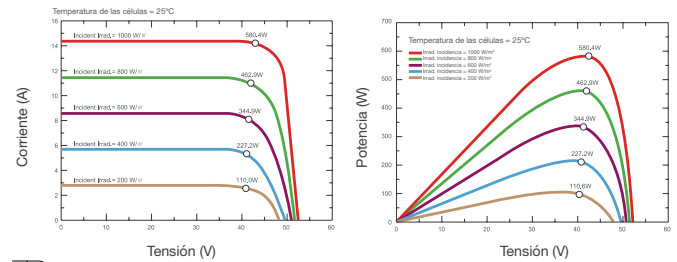 Temperatura de las células = 25ºC
16
14
12
10
8
6
4
2
0
0
10
20
30
40
50
60
Corriente (A)
Tensión (V)
Incident Irrad. = 1000 W/㎡
580.4W
Incident Irrad. = 800 W/㎡
462.9W
Incident Irrad. = 600 W/㎡
344.9W
Incident Irrad. = 400 W/㎡
227,2W
Incident Irrad. = 200 W/㎡
110,0W
700
600
500
400
300
200
100
0
0
10
20
30
40
50
60
Potencia (W)
Tensión (V)
Temperatura de las células = 25ºC
Irrad. incidencia = 1000 W/m²
Irrad. incidencia = 800 W/m²
Irrad. incidencia = 600 W/m²
Irrad. incidencia = 400 W/m²
Irrad. incidencia = 200 W/m²
580.4W
462,9W
344,9W
227,2W
110,6W